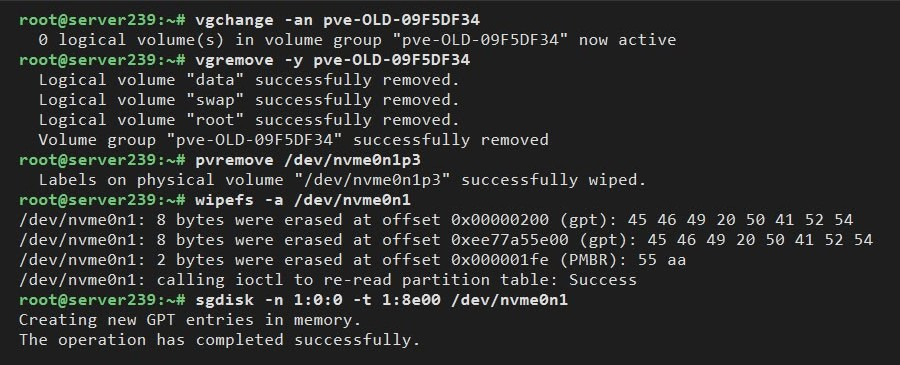 root@server239:~# vgchange -an pve-OLD-09F5DF34
  0 logical volume(s) in volume group "pve-OLD-09F5DF34" now active
root@server239:~# vgremove -y pve-OLD-09F5DF34
  Logical volume "data" successfully removed.
  Logical volume "swap" successfully removed.
  Logical volume "root" successfully removed.
  Volume group "pve-OLD-09F5DF34" successfully removed
root@server239:~# pvremove /dev/nvme0n1p3
  Labels on physical volume "/dev/nvme0n1p3" successfully wiped.
root@server239:~# wipefs -a /dev/nvme0n1
/dev/nvme0n1: 8 bytes were erased at offset 0x00000200 (gpt): 45 46 49 20 50 41 52 54
/dev/nvme0n1: 8 bytes were erased at offset 0xee77a55e00 (gpt): 45 46 49 20 50 41 52 54
/dev/nvme0n1: 2 bytes were erased at offset 0x000001fe (PMBR): 55 aa
/dev/nvme0n1: calling ioctl to re-read partition table: Success
root@server239:~# sgdisk -n 1:0:0 -t 1:8e00 /dev/nvme0n1
Creating new GPT entries in memory.
The operation has completed successfully.